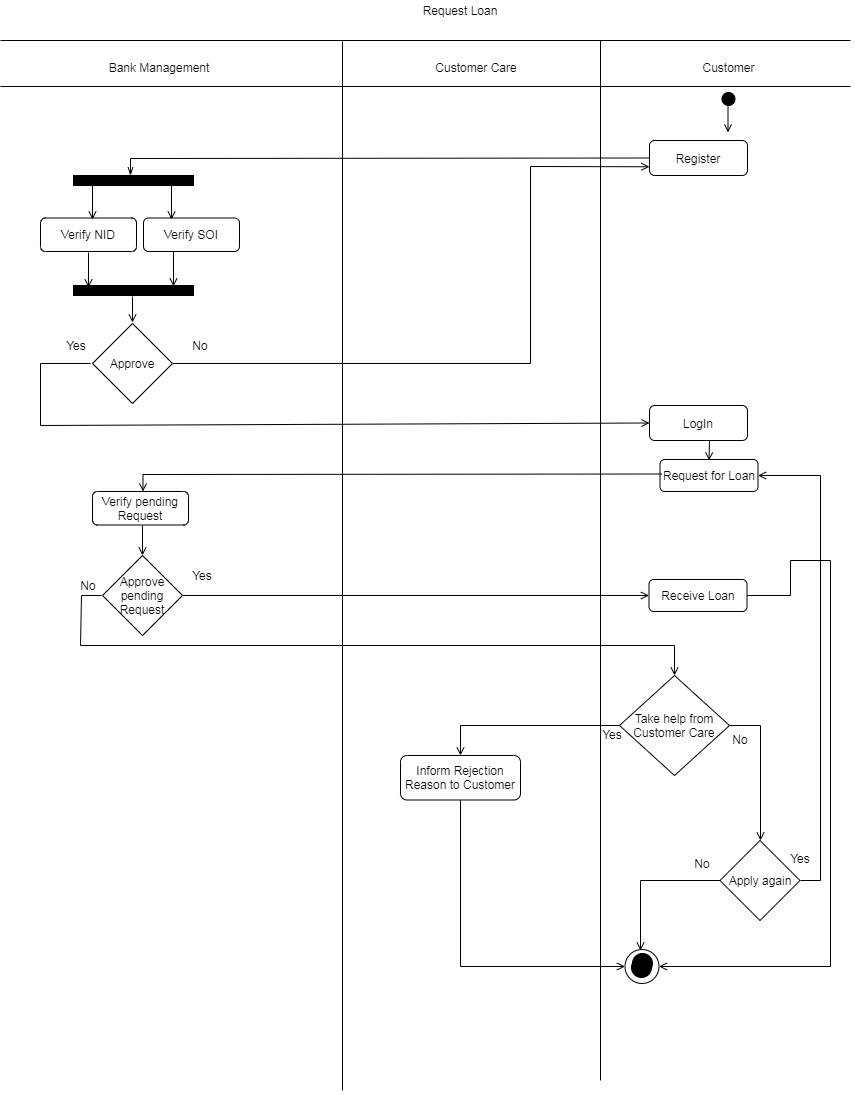 Request Loan
Bank Management
Customer Care
Customer
Register
Verify NID
Verify SOI
Yes
No
Approve
LogIn
Request for Loan
Verify pending
Request
No
Approve
pending
Request
Yes
Receive Loan
Take help from
Customer Care
Yes
No
Inform Rejection
Reason to Customer
No
Yes
Apply again